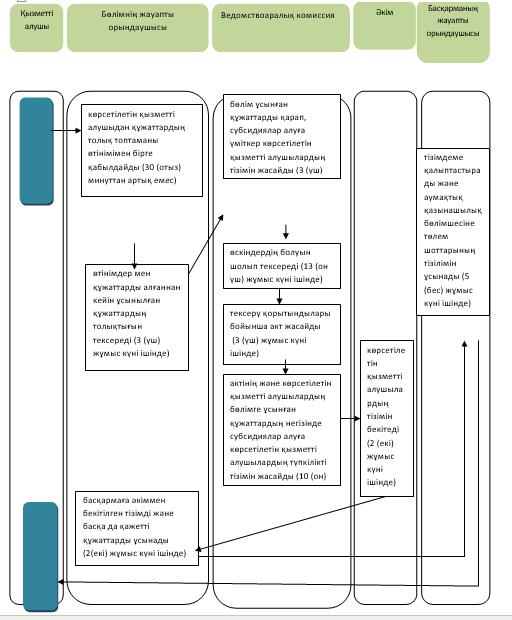 Қызметті
алушы
Бөлімнің жауапты
орындаушысы
Ведомствоаралық комиссия
Әкім
Басқарманың
жауапты
орындаушысы
көрсетілетін қызметті
алушыдан құжаттардың
толық топтаманы
өтінімімен бірге
қабылдайды (30 (отыз)
минуттан артық емес)
өтінімдер мен
құжаттарды алғаннан
кейін ұсынылған
құжаттардың
толықтығын
тексереді (3 (үш)
жұмыс күні ішінде)
басқармаға әкіммен
бекітілген тізімді және
басқа да қажетті
құжаттарды ұсынады
(2(екі) жұмыс күні ішінде)
бөлім ұсынған
құжаттарды қарап,
субсидиялар алуға
үміткер көрсетілетін
қызметті алушылардың
тізімін жасайды (3 (үш)
өскіндердің болуын
шолып тексереді (13 (он
үш) жұмыс күні ішінде)
тексеру қорытындылары
бойынша акт жасайды
(3 (үш) жұмыс күні
ішінде)
актінің және көрсетілетін
қызметті алушылардың
бөлімге ұсынған
құжаттардың негізінде
субсидиялар алуға
көрсетілетін қызметті
алушылардың түпкілікті
тізімін жасайды (10 (он)
көрсетіле
тін
қызметті
алушыла
рдың
тізімін
бекітеді
(2 (екі)
жұмыс
күні
ішінде)
тізімдеме
қалыптастыра
ды және
аумақтық
қазынашылық
бөлімшесіне
төлем
шоттарының
тізілімін
ұсынады (5
(бес) жұмыс
күні ішінде)